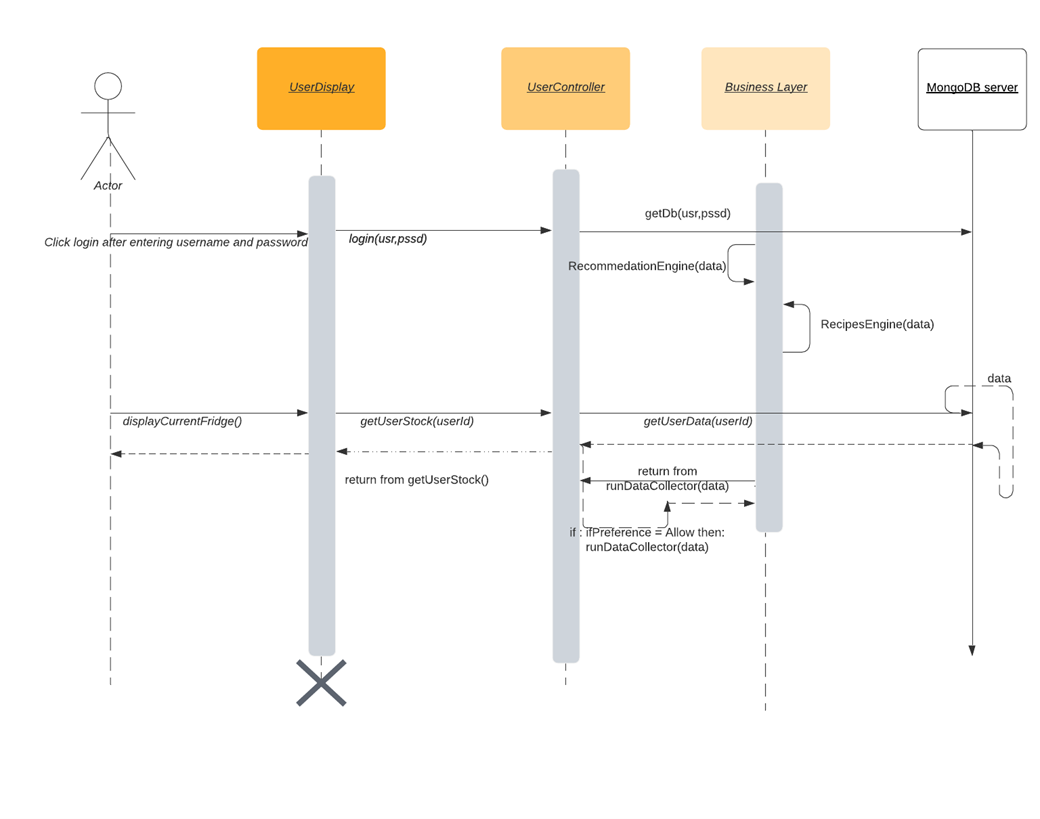 UserDisplay
UserController
Business Layer
MongoDB server
Actor
getDb(usr,pssd)
Click login after entering username and password
login(usr,pssd)
RecommedationEngine(data)
RecipesEngine(data)
data
displayCurrentFridge()
getUserStock(userId)
getUserData(userId)
return from getUserStock()
return from
runDataCollector(data)
if : ifPreference = Allow then:
runDataCollector(data)